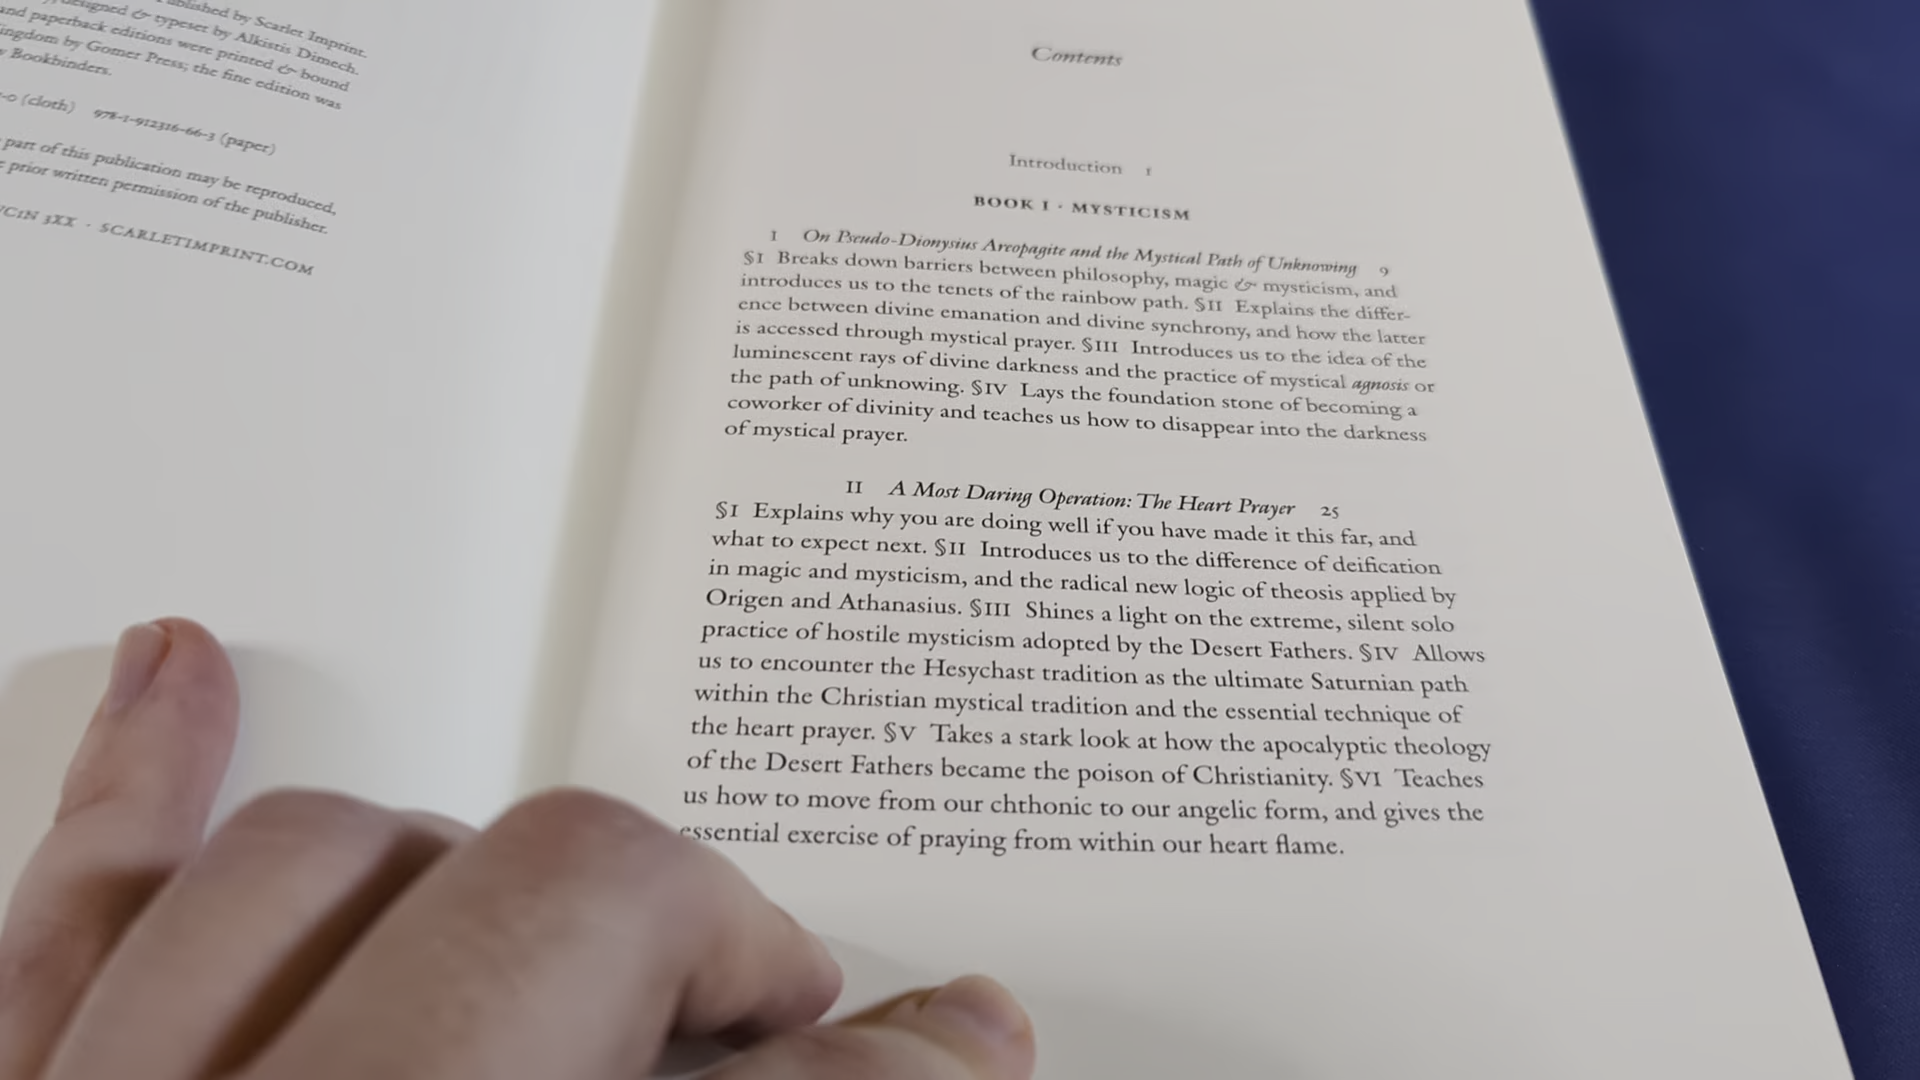 published by Scarlet Imprint.
designed & typeset by Alkistis Dimech.
and paperback editions were printed & bound
Kingdom by Gomer Press; the fine edition was
Bookbinders.
-0 (cloth) 978-1-912316-66-3 (paper)
part of this publication may be reproduced,
prior written permission of the publisher.
3XX · SCARLETIMPRINT.COM
Contents
Introduction 1
BOOK I · MYSTICISM
I On Pseudo-Dionysius Areopagite and the Mystical Path of Unknowing 9
§I Breaks down barriers between philosophy, magic & mysticism, and
introduces us to the tenets of the rainbow path. §II Explains the differ-
ence between divine emanation and divine synchrony, and how the latter
is accessed through mystical prayer. §III Introduces us to the idea of the
luminescent rays of divine darkness and the practice of mystical agnosis or
the path of unknowing. §IV Lays the foundation stone of becoming a
coworker of divinity and teaches us how to disappear into the darkness
of mystical prayer.
II A Most Daring Operation: The Heart Prayer 25
§I Explains why you are doing well if you have made it this far, and
what to expect next. §II Introduces us to the difference of deification
in magic and mysticism, and the radical new logic of theosis applied by
Origen and Athanasius. §III Shines a light on the extreme, silent solo
practice of hostile mysticism adopted by the Desert Fathers. §IV Allows
us to encounter the Hesychast tradition as the ultimate Saturnian path
within the Christian mystical tradition and the essential technique of
the heart prayer. §V Takes a stark look at how the apocalyptic theology
of the Desert Fathers became the poison of Christianity. §VI Teaches
us how to move from our chthonic to our angelic form, and gives the
essential exercise of praying from within our heart flame.